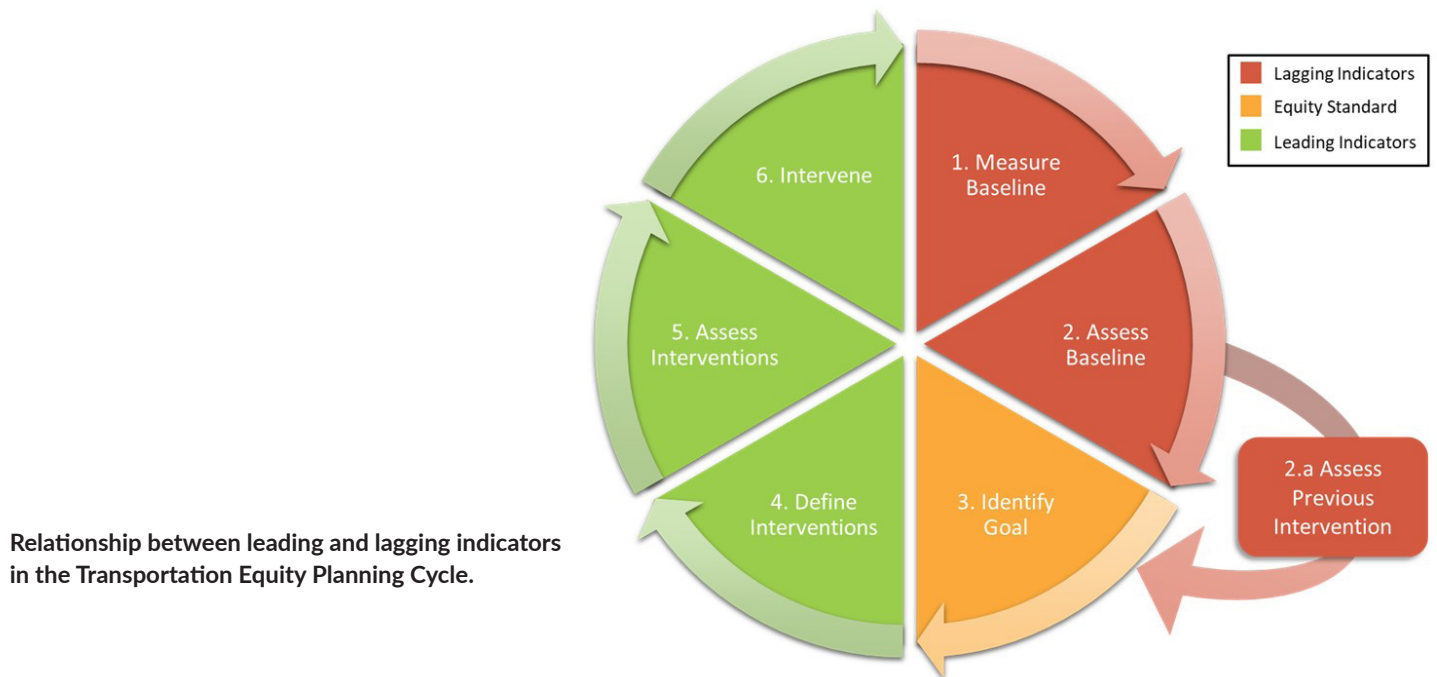 Lagging Indicators
Equity Standard
Leading Indicators
1. Measure
Baseline
2. Assess
Baseline
2.a Assess
Previous
Intervention
3. Identify
Goal
4. Define
Interventions
5. Assess
Interventions
6. Intervene
Relationship between leading and lagging indicators
in the Transportation Equity Planning Cycle.